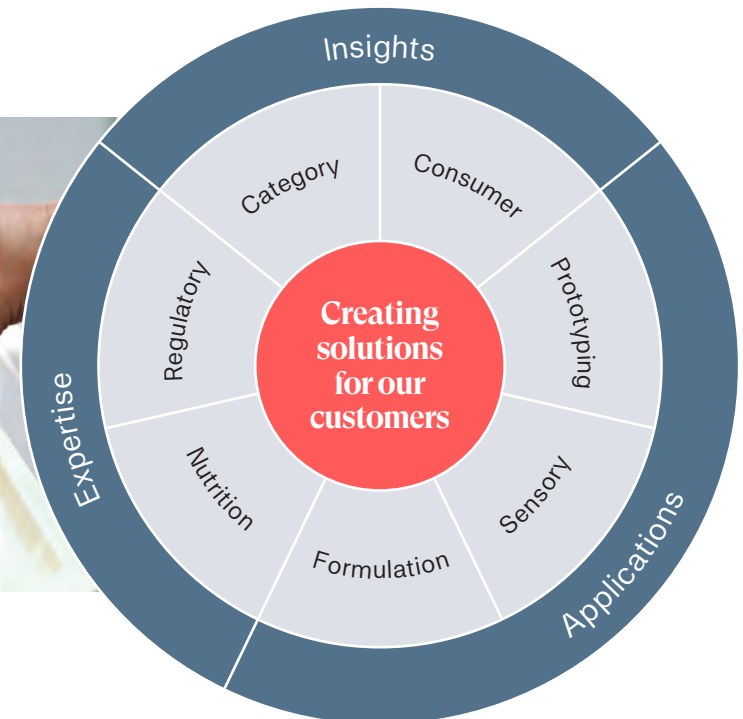 Insights
Category
Consumer
Regulatory
Prototyping
Creating
solutions
for our
customers
Expertise
Nutrition
Sensory
Formulation
Applications